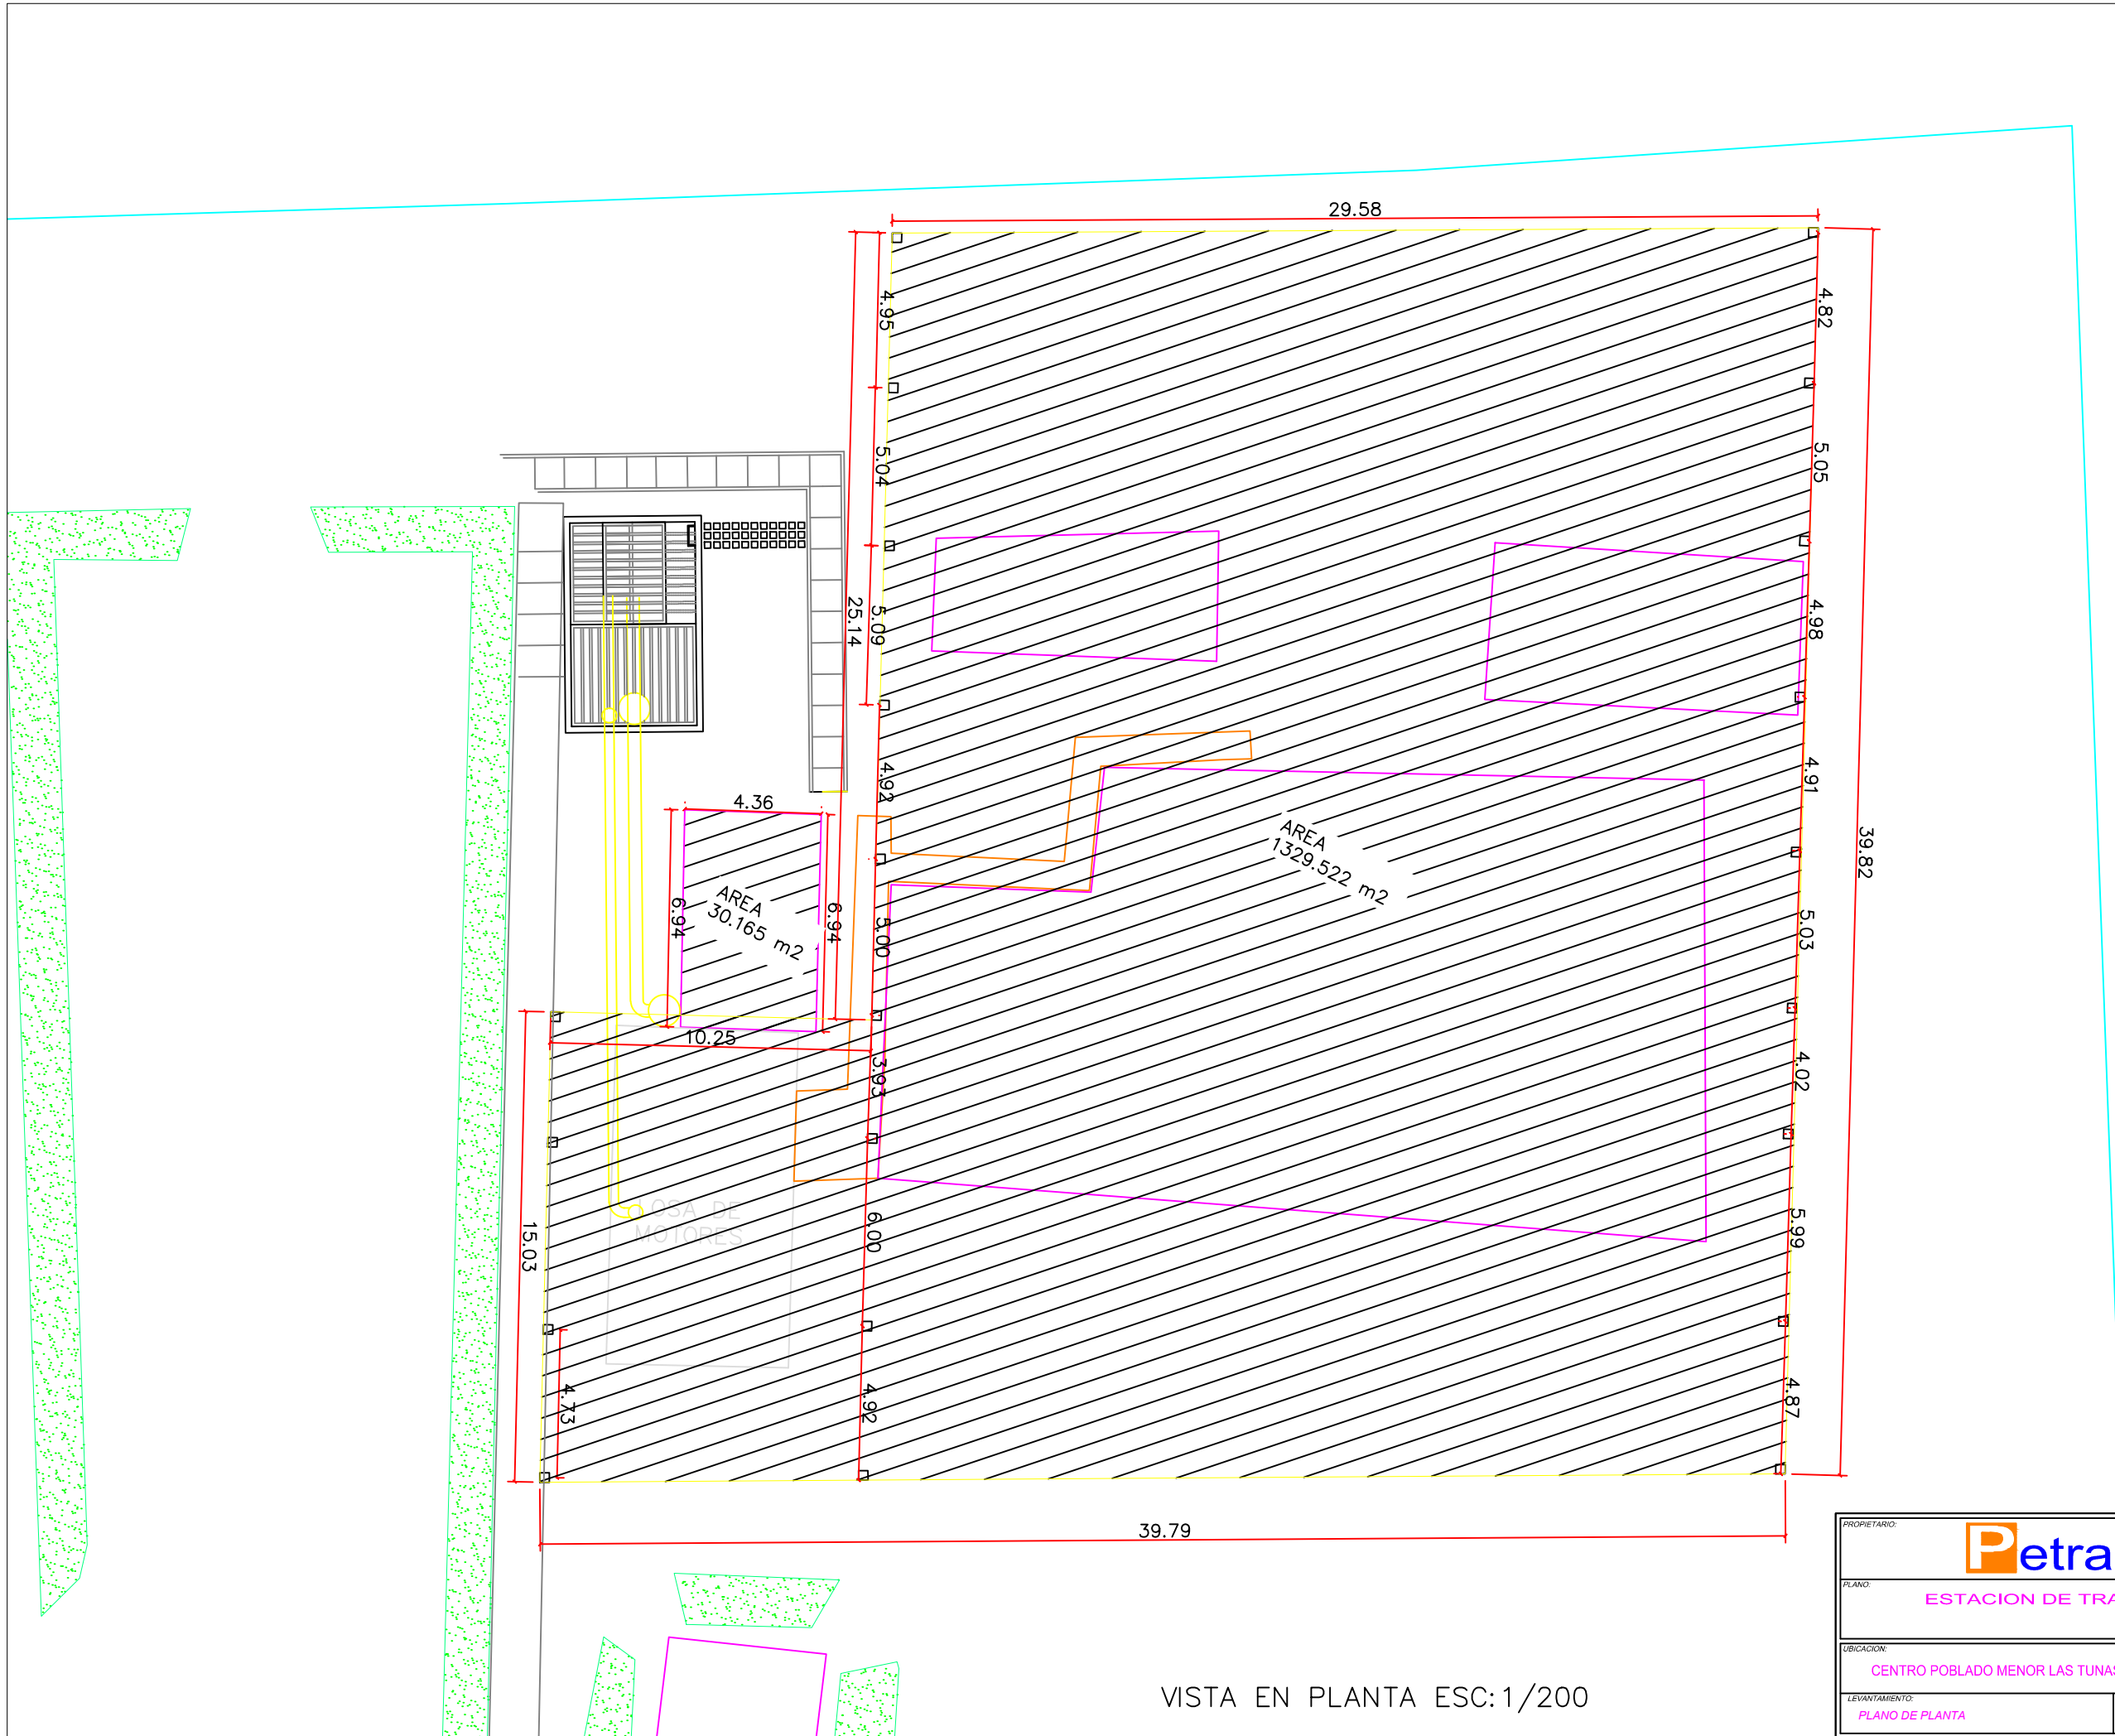 29.58
4.95
4.82
5.04
5.05
25.14
5.09
4.98
4.92
4.91
4.36
39.82
AREA
1329.522 m2
6.94
AREA
30.165 m2
6.94
5.00
5.03
10.25
3.93
4.02
OSA DE
MOTORES
15.03
6.00
5.99
4.73
4.92
4.87
39.79
VISTA EN PLANTA ESC:1/200
PROPIETARIO:
Petra
PLANO:
ESTACION DE TRA
UBICACION:
CENTRO POBLADO MENOR LAS TUNAS
LEVANTAMIENTO:
PLANO DE PLANTA